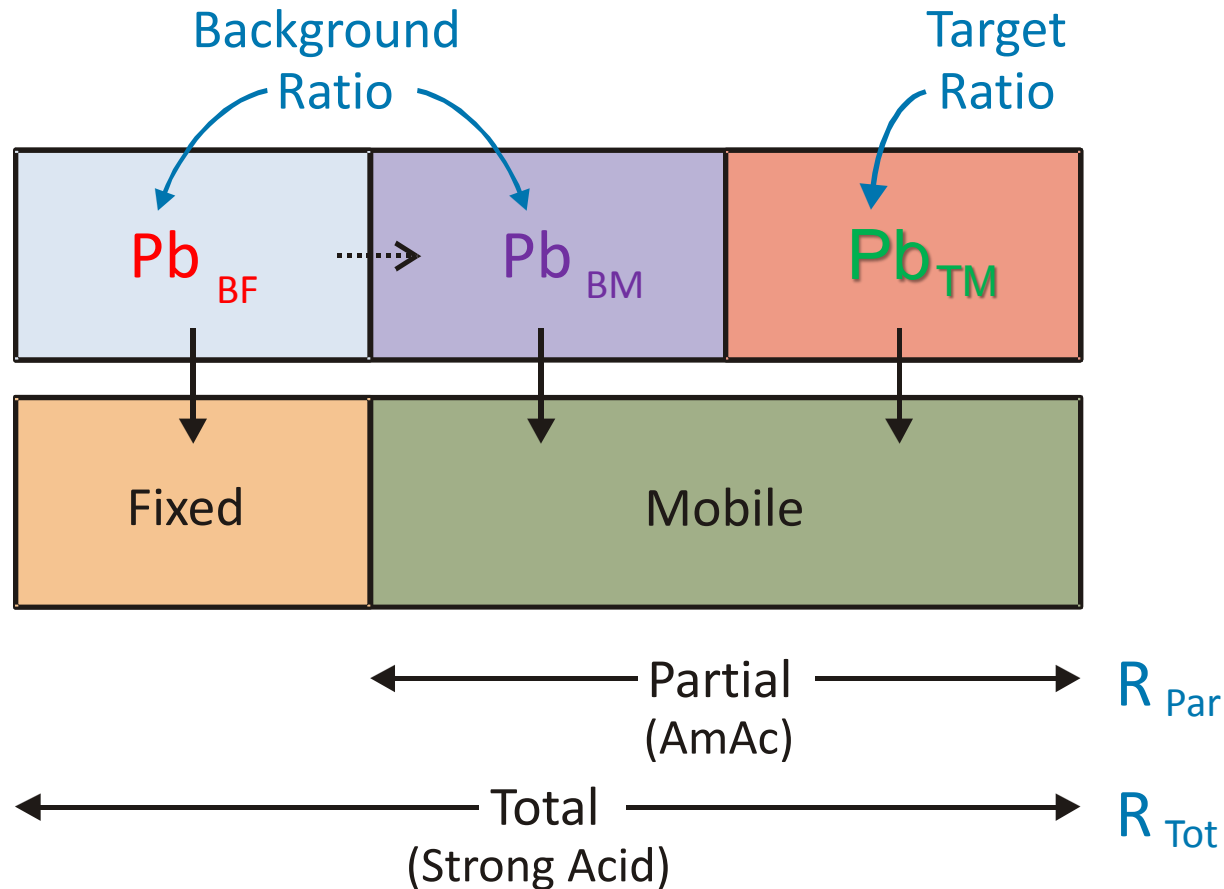 Background
Ratio
Target
Ratio
Pb BF
Pb BM
Pb TM
Fixed
Mobile
Partial
(AmAc)
R Par
Total
(Strong Acid)
R Tot